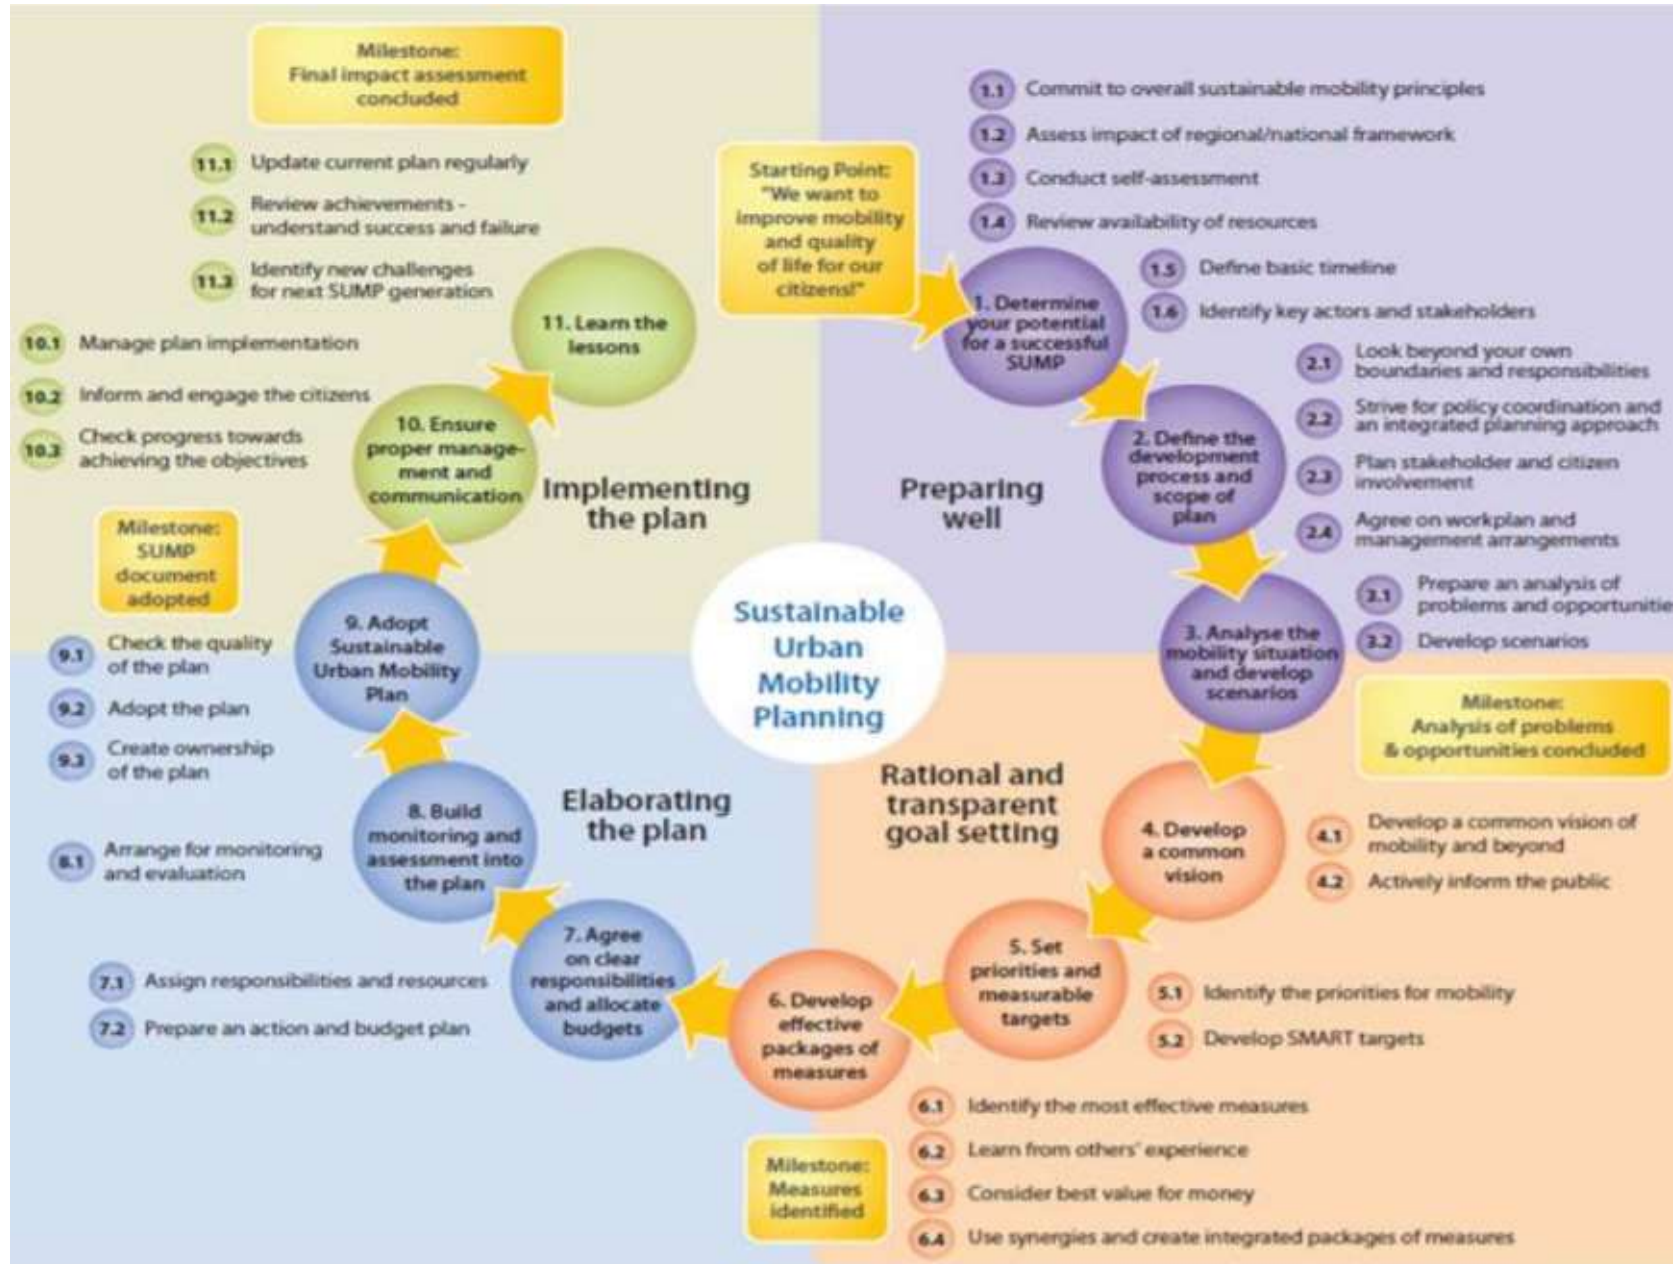 Starting Point:
"We want to
improve mobility
and quality
of life for our
citizens!"
1.1 Commit to overall sustainable mobility principles
1.2 Assess impact of regional/national framework
1.3 Conduct self-assessment
1.4 Review availability of resources
1. Determine
your potential
for a successful
SUMP
1.5 Define basic timeline
1.6 Identify key actors and stakeholders
2. Define the
development
process and
scope of
plan
2.1 Look beyond your own
boundaries and responsibilities
2.2 Strive for policy coordination and
an integrated planning approach
2.3 Plan stakeholder and citizen
involvement
2.4 Agree on workplan and
management arrangements
Preparing
well
3. Analyse the
mobility situation
and develop
scenarios
3.1 Prepare an analysis of
problems and opportunitie
3.2 Develop scenarios
Milestone:
Analysis of problems
& opportunities concluded
Sustainable
Urban
Mobility
Planning
Rational and
transparent
goal setting
4. Develop
a common
vision
4.1 Develop a common vision of
mobility and beyond
4.2 Actively inform the public
5. Set
priorities and
measurable
targets
5.1 Identify the priorities for mobility
5.2 Develop SMART targets
6. Develop
effective
packages of
measures
6.1 Identify the most effective measures
6.2 Learn from others' experience
6.3 Consider best value for money
6.4 Use synergies and create integrated packages of measures
Milestone:
Measures
identified
Elaborating
the plan
7. Agree
on clear
responsibilities
and allocate
budgets
7.1 Assign responsibilities and resources
7.2 Prepare an action and budget plan
8. Build
monitoring and
assessment into
the plan
8.1 Arrange for monitoring
and evaluation
9. Adopt
Sustainable
Urban Mobility
Plan
9.1 Check the quality
of the plan
9.2 Adopt the plan
9.3 Create ownership
of the plan
Milestone:
SUMP
document
adopted
Implementing
the plan
10. Ensure
proper manage-
ment and
communication
10.1 Manage plan implementation
10.2 Inform and engage the citizens
10.3 Check progress towards
achieving the objectives
11. Learn the
lessons
11.1 Update current plan regularly
11.2 Review achievements -
understand success and failure
11.3 Identify new challenges
for next SUMP generation
Milestone:
Final impact assessment
concluded